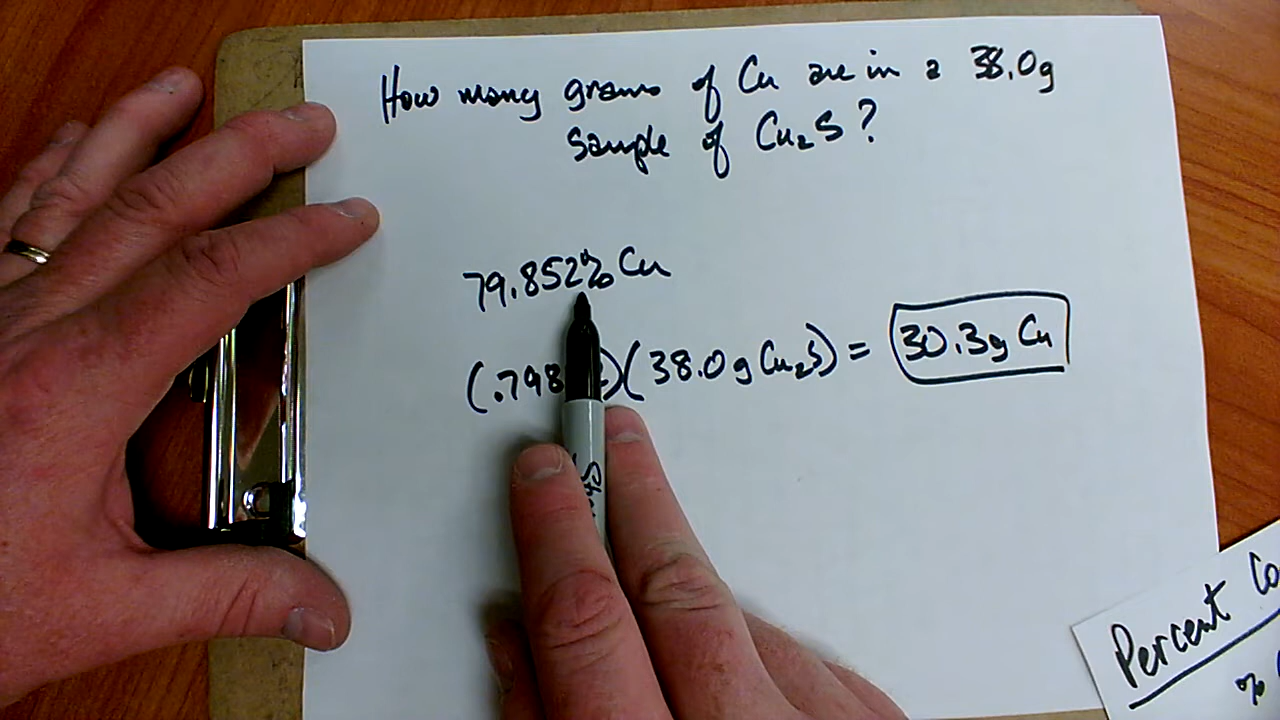 How many grams of Cu are in a 38.0g
sample of Cu₂S?
79.852% Cu
(.798 )(38.0g Cu₂S) = 30.3g Cu
Percent
%